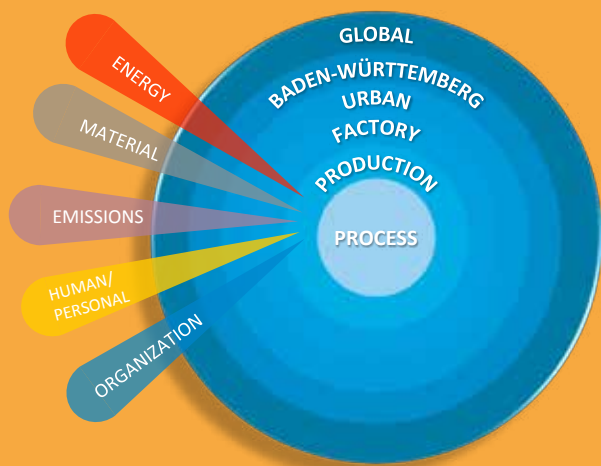 GLOBAL
BADEN-WÜRTTEMBERG
URBAN
FACTORY
PRODUCTION
PROCESS
ENERGY
MATERIAL
EMISSIONS
HUMAN/
PERSONAL
ORGANIZATION